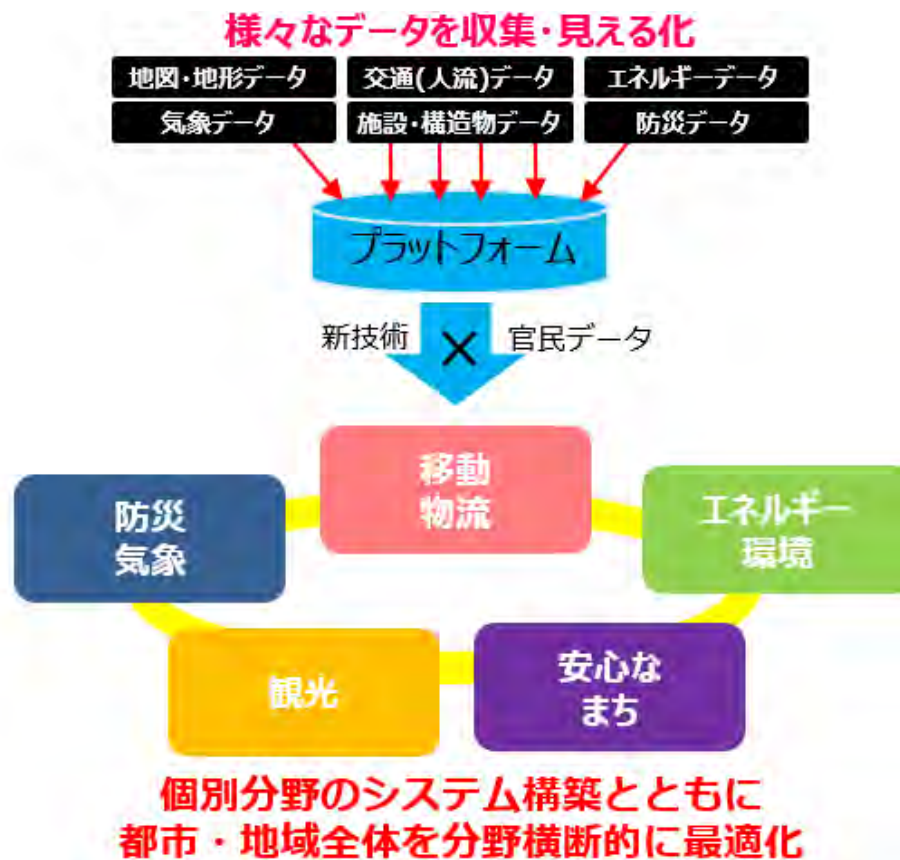 様々なデータを収集・見える化
地図・地形データ
交通(人流)データ
エネルギーデータ
気象データ
施設・構造物データ
防災データ
プラットフォーム
新技術
×
官民データ
移動
物流
防災
気象
エネルギー
環境
観光
安心な
まち
個別分野のシステム構築とともに
都市・地域全体を分野横断的に最適化